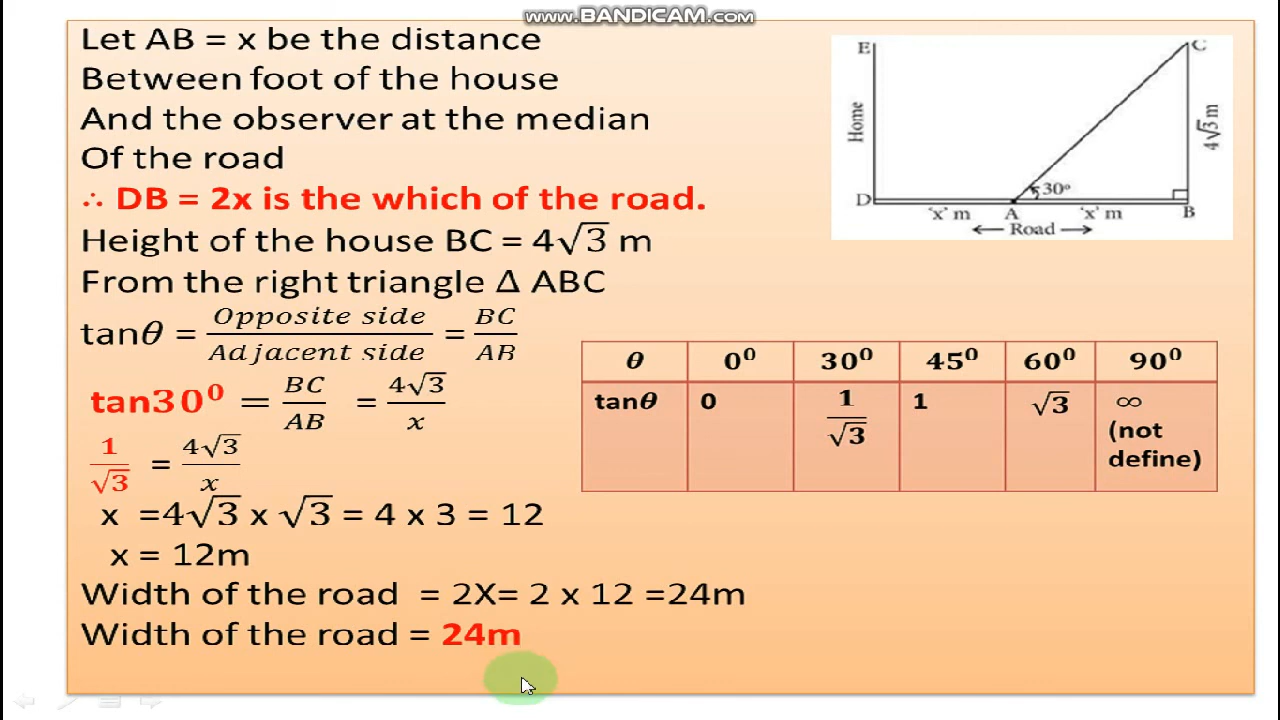 www.BANDICAM.com
Let AB = x be the distance
Between foot of the house
And the observer at the median
Of the road
∴ DB = 2x is the which of the road.
Height of the house BC = 4√3 m
From the right triangle Δ ABC
tanθ = Opposite side / Adjacent side = BC / AB
tan30⁰ = BC / AB = 4√3 / x
1 / √3 = 4√3 / x
x =4√3 x √3 = 4 x 3 = 12
x = 12m
Width of the road = 2X= 2 x 12 =24m
Width of the road = 24m
E C
Home
4√3 m
30⁰
D 'x' m A 'x' m B
← Road →
θ 0⁰ 30⁰ 45⁰ 60⁰ 90⁰
tanθ 0 1/√3 1 √3 ∞
(not
define)